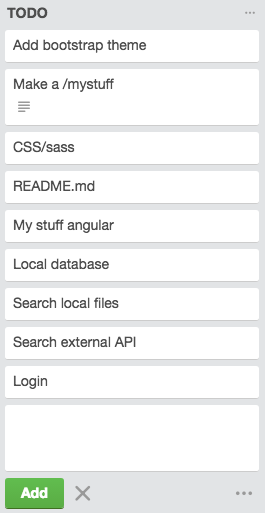 TODO
Add bootstrap theme
Make a /mystuff
CSS/sass
README.md
My stuff angular
Local database
Search local files
Search external API
Login
Add